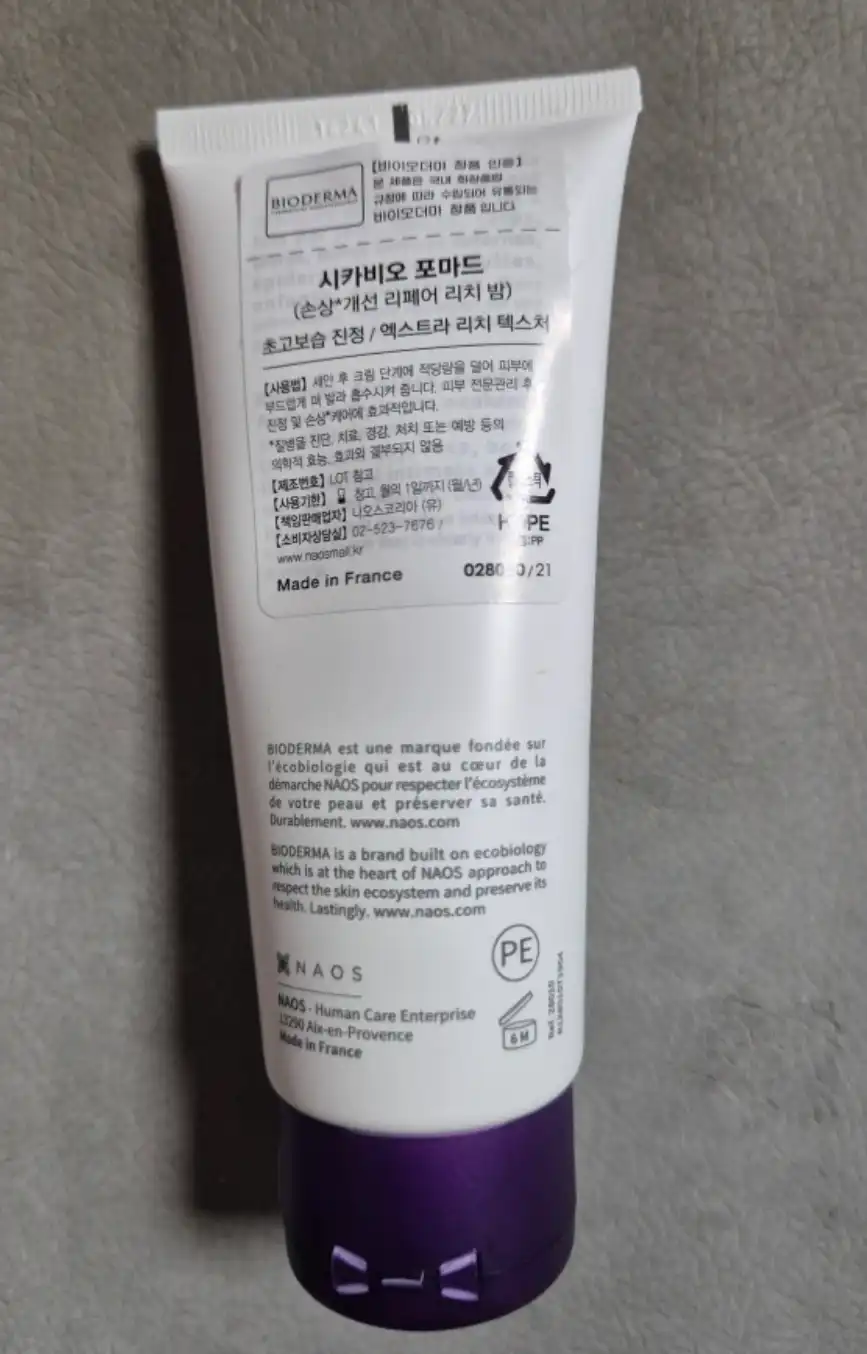 BIODERMA
[바이오더마 정품 인증]
본 제품은 국내 화장품법
규정에 따라 수입되어 유통되는
바이오더마 정품 입니다
시카비오 포마드
(손상*개선 리페어 리치 밤)
초고보습 진정 / 엑스트라 리치 텍스처
【사용법】 세안 후 크림 단계에 적당량을 덜어 피부에
부드럽게 펴 발라 흡수시켜 줍니다. 피부 전문관리 후
진정 및 손상*케어에 효과적입니다.
*질병을 진단, 치료, 경감, 처치 또는 예방 등의
의학적 효능, 효과와 결부되지 않음
【제조번호】 LOT 참고
【사용기한】 참고, 월의 1일까지 (월/년)
【책임판매업자】 나오스코리아 (유)
【소비자상담실】 02-523-7676 /
www.naosmall.kr
HDPE
Made in France
/21
BIODERMA est une marque fondée sur
l'écobiologie qui est au cœur de la
démarche NAOS pour respecter l'écosystème
de votre peau et préserver sa santé.
Durablement. www.naos.com
BIODERMA is a brand built on ecobiology
which is at the heart of NAOS approach to
respect the skin ecosystem and preserve its
health. Lastingly. www.naos.com
PE
NAOS
NAOS - Human Care Enterprise
13290 Aix-en-Provence
Made in France
6 M